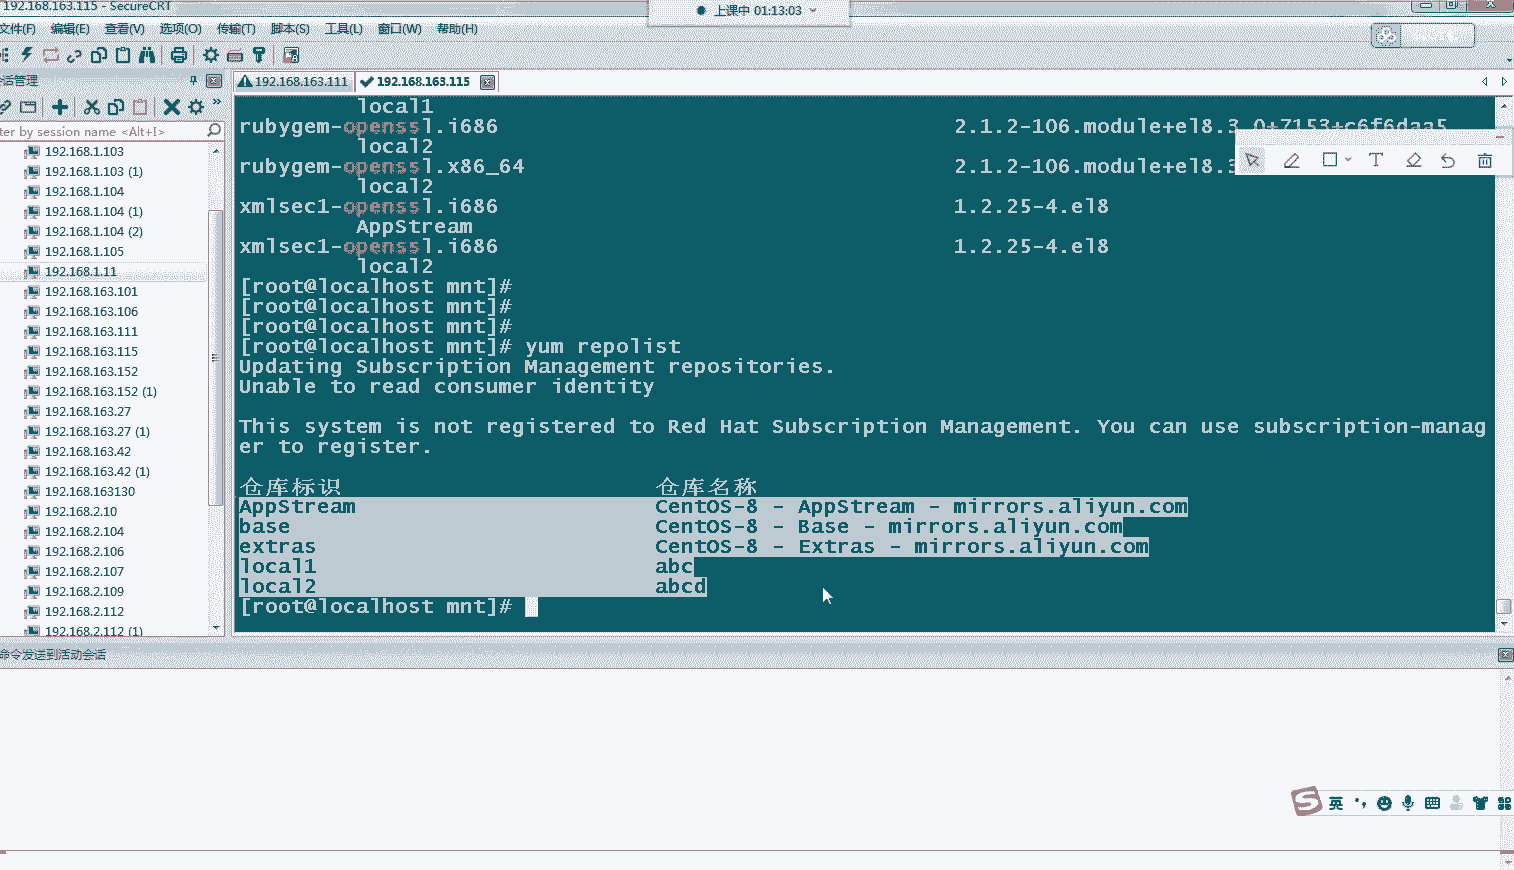 192.168.163.115 - SecureCRT
上课中 01:13:03
文件(F) 编辑(E) 查看(V) 选项(O) 传输(T) 脚本(S) 工具(L) 窗口(W) 帮助(H)
会话管理
192.168.163.111
192.168.163.115
ter by session name <Alt+I>
192.168.1.103
192.168.1.103 (1)
192.168.1.104
192.168.1.104 (1)
192.168.1.104 (2)
192.168.1.105
192.168.1.11
192.168.163.101
192.168.163.106
192.168.163.111
192.168.163.115
192.168.163.152
192.168.163.152 (1)
192.168.163.27
192.168.163.27 (1)
192.168.163.42
192.168.163.42 (1)
192.168.163130
192.168.2.10
192.168.2.104
192.168.2.106
192.168.2.107
192.168.2.109
192.168.2.112
192.168.2.112 (1)
local1
rubygem-openssl.i686 2.1.2-106.module+el8.3.0+7153+c6f6daa5
local2
rubygem-openssl.x86_64 2.1.2-106.module+el8.3
local2
xmlsec1-openssl.i686 1.2.25-4.el8
AppStream
xmlsec1-openssl.i686 1.2.25-4.el8
local2
[root@localhost mnt]#
[root@localhost mnt]#
[root@localhost mnt]#
[root@localhost mnt]# yum repolist
Updating Subscription Management repositories.
Unable to read consumer identity
This system is not registered to Red Hat Subscription Management. You can use subscription-manag
er to register.
仓库标识 仓库名称
AppStream CentOS-8 - AppStream - mirrors.aliyun.com
base CentOS-8 - Base - mirrors.aliyun.com
extras CentOS-8 - Extras - mirrors.aliyun.com
local1 abc
local2 abcd
[root@localhost mnt]#
命令发送到活动会话
英